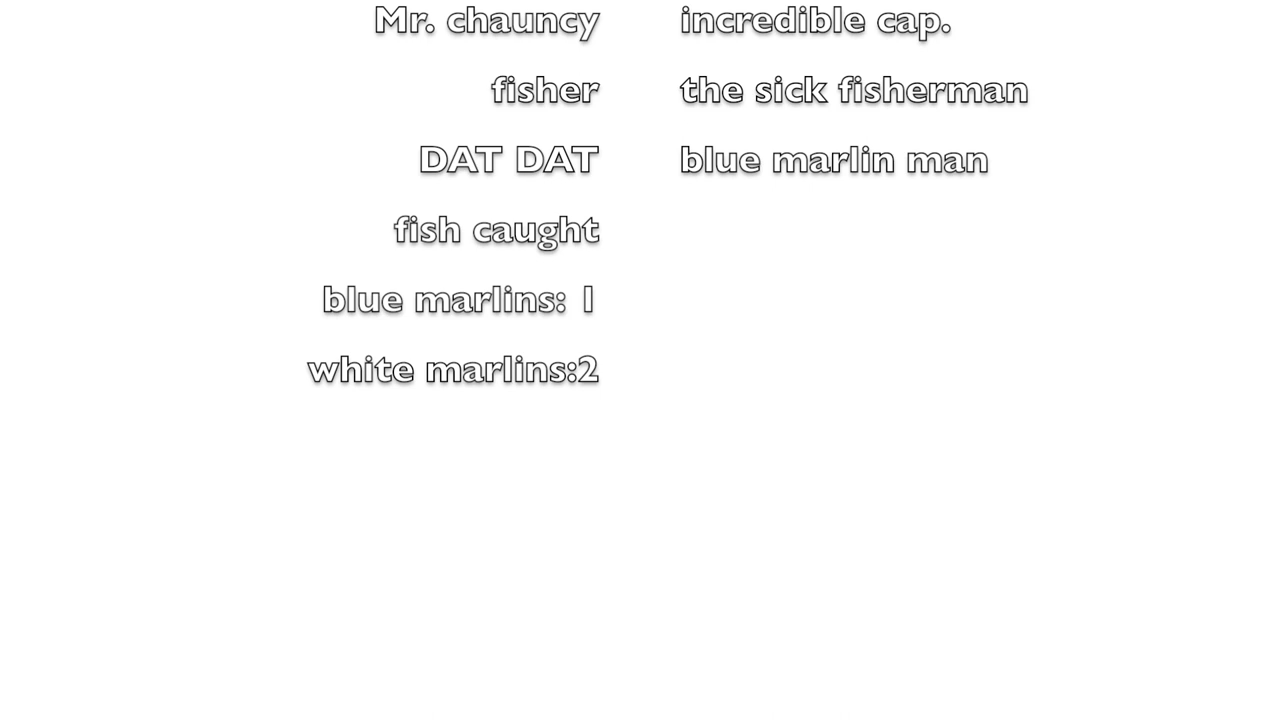 Mr. chauncy incredible cap.
fisher the sick fisherman
DAT DAT blue marlin man
fish caught
blue marlins: 1
white marlins:2